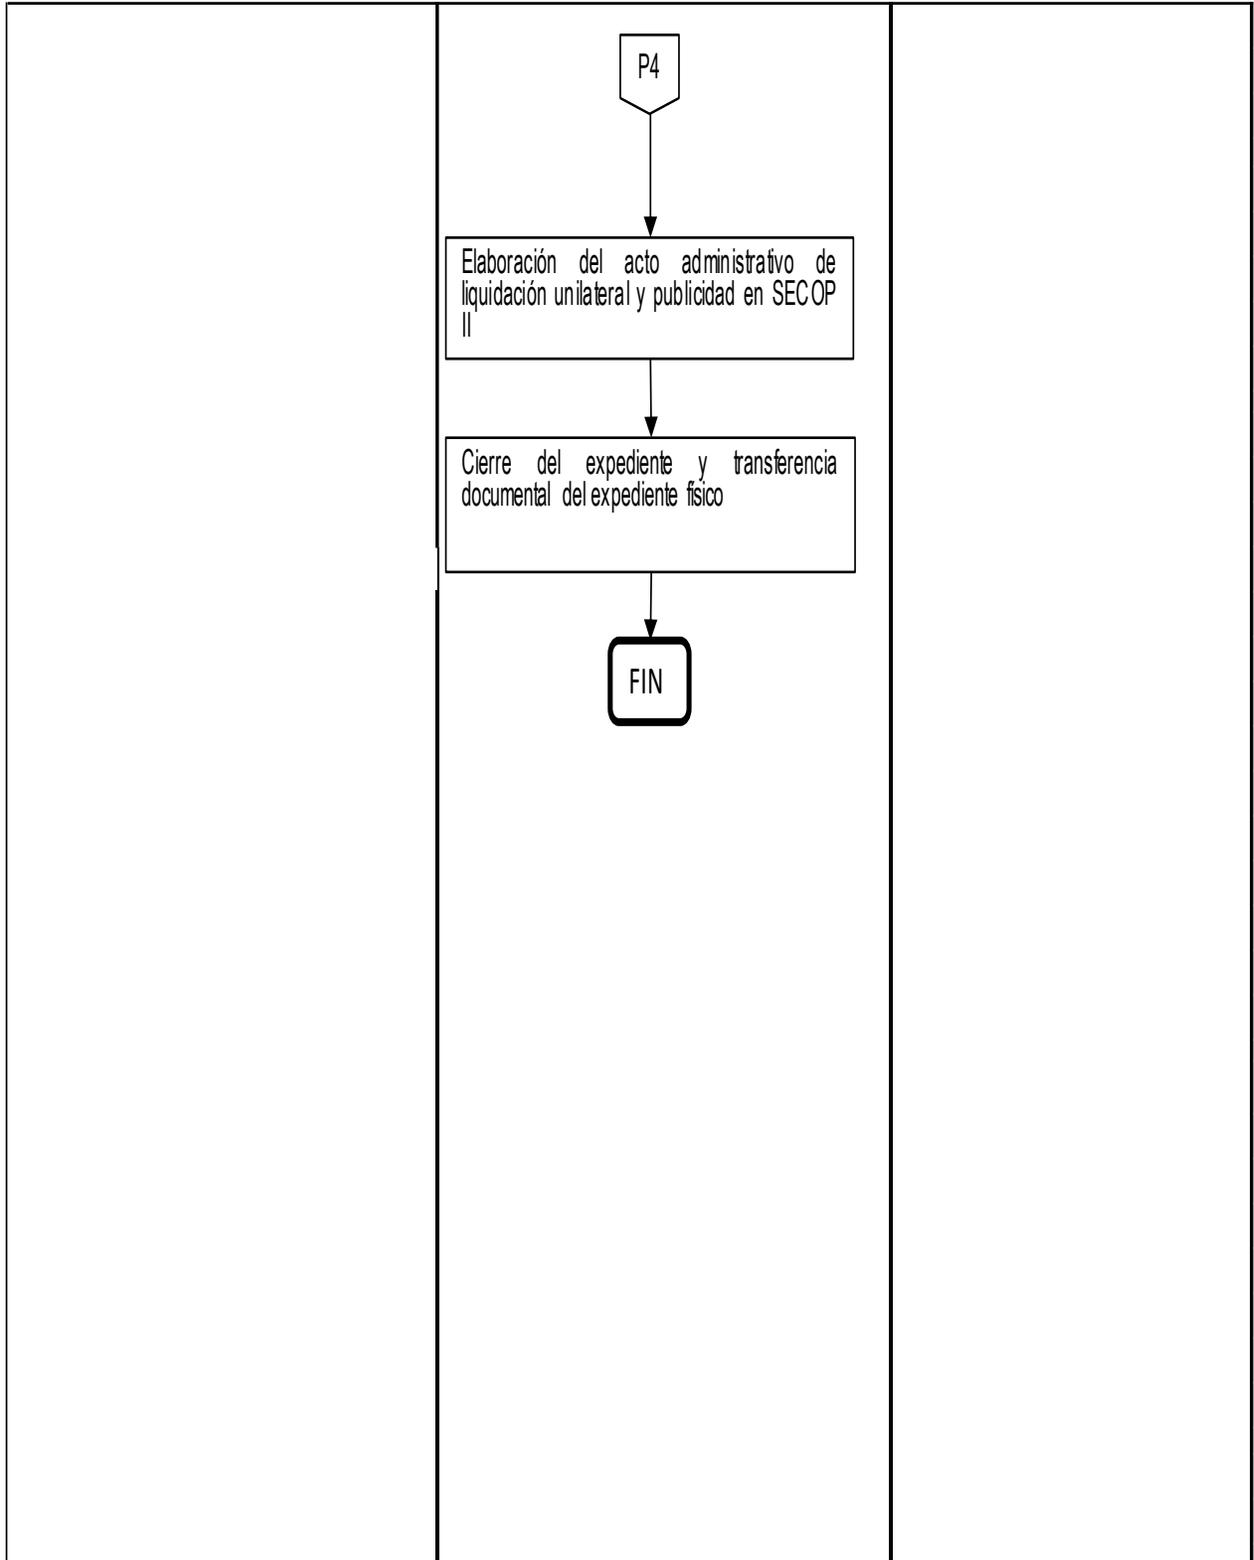 P4
Elaboración del acto administrativo de
liquidación unilateral y publicidad en SECOP
II
Cierre del expediente y transferencia
documental del expediente físico
FIN